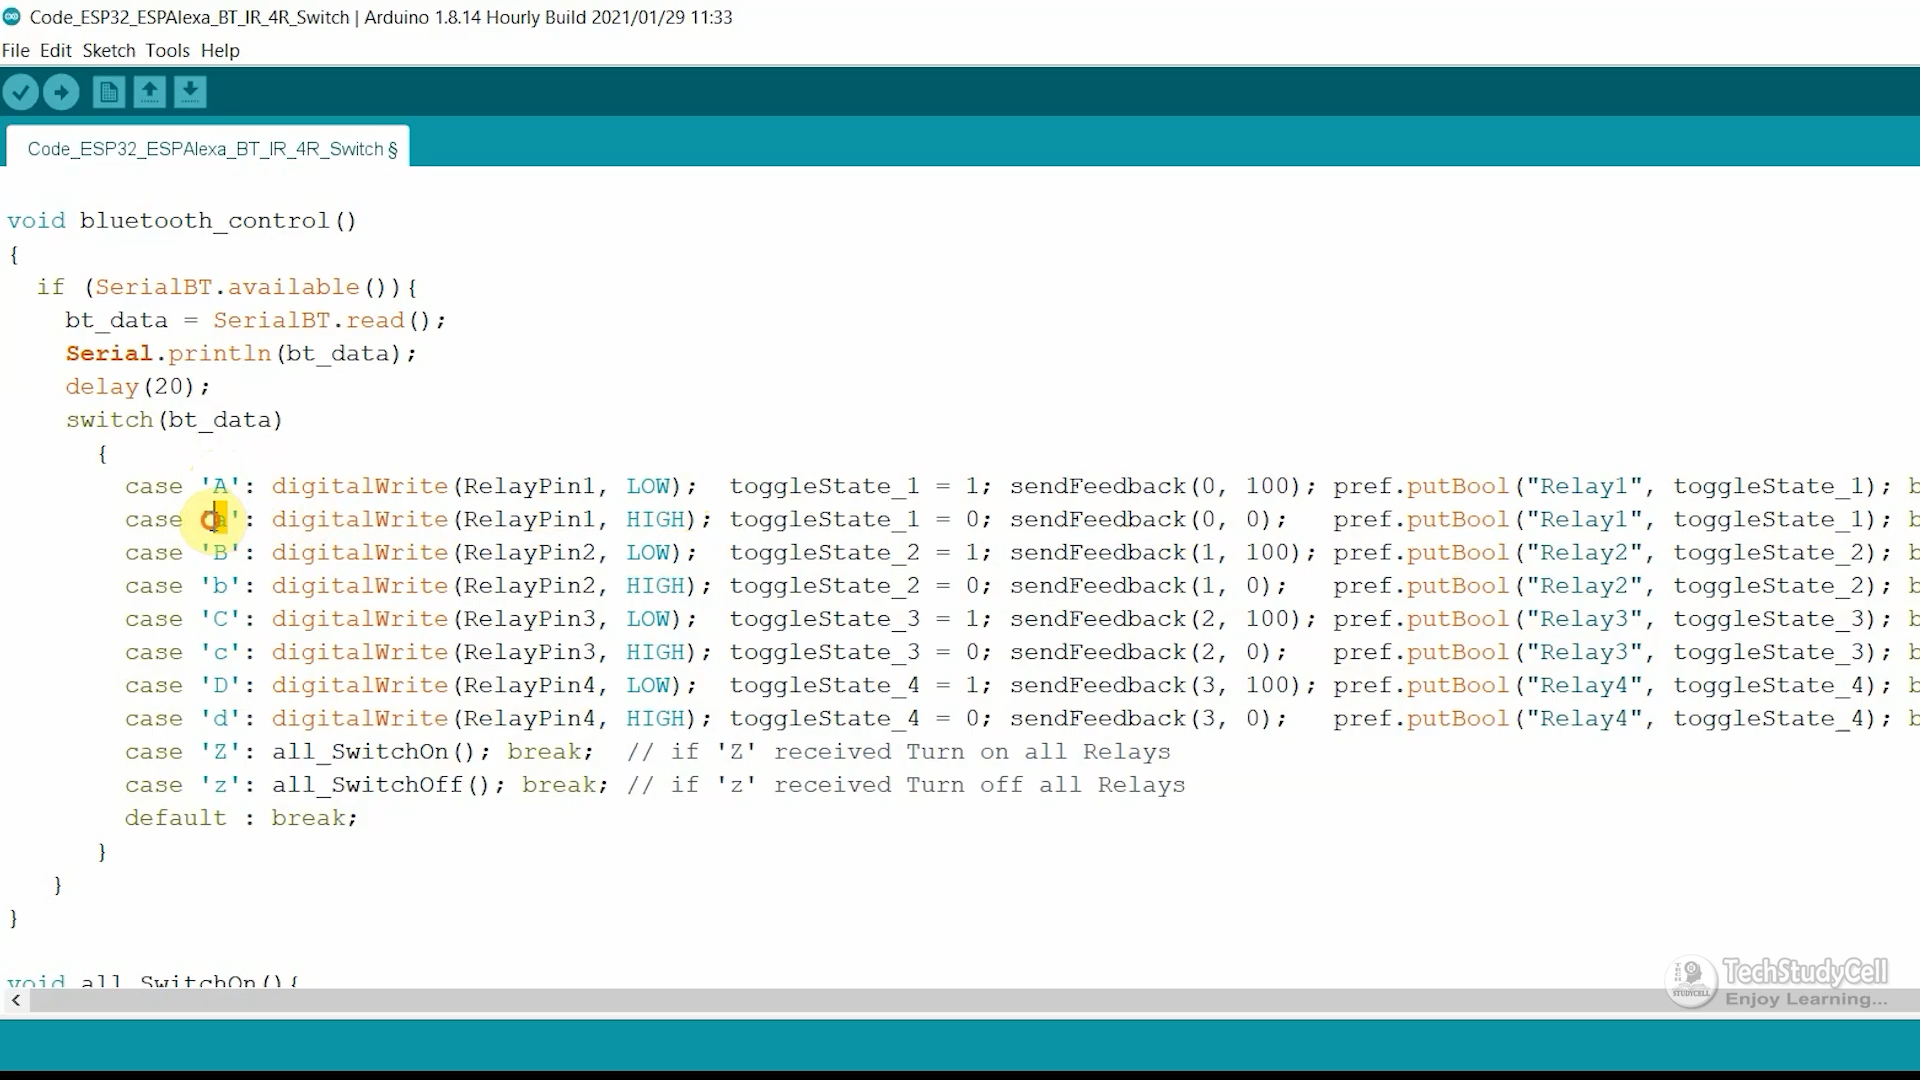 Code_ESP32_ESPAlexa_BT_IR_4R_Switch | Arduino 1.8.14 Hourly Build 2021/01/29 11:33
File Edit Sketch Tools Help
Code_ESP32_ESPAlexa_BT_IR_4R_Switch §
void bluetooth_control()
{
if (SerialBT.available()){
bt_data = SerialBT.read();
Serial.println(bt_data);
delay(20);
switch(bt_data)
{
case 'A': digitalWrite(RelayPin1, LOW); toggleState_1 = 1; sendFeedback(0, 100); pref.putBool("Relay1", toggleState_1); b
case 'a': digitalWrite(RelayPin1, HIGH); toggleState_1 = 0; sendFeedback(0, 0); pref.putBool("Relay1", toggleState_1); b
case 'B': digitalWrite(RelayPin2, LOW); toggleState_2 = 1; sendFeedback(1, 100); pref.putBool("Relay2", toggleState_2); b
case 'b': digitalWrite(RelayPin2, HIGH); toggleState_2 = 0; sendFeedback(1, 0); pref.putBool("Relay2", toggleState_2); b
case 'C': digitalWrite(RelayPin3, LOW); toggleState_3 = 1; sendFeedback(2, 100); pref.putBool("Relay3", toggleState_3); b
case 'c': digitalWrite(RelayPin3, HIGH); toggleState_3 = 0; sendFeedback(2, 0); pref.putBool("Relay3", toggleState_3); b
case 'D': digitalWrite(RelayPin4, LOW); toggleState_4 = 1; sendFeedback(3, 100); pref.putBool("Relay4", toggleState_4); b
case 'd': digitalWrite(RelayPin4, HIGH); toggleState_4 = 0; sendFeedback(3, 0); pref.putBool("Relay4", toggleState_4); b
case 'Z': all_SwitchOn(); break; // if 'Z' received Turn on all Relays
case 'z': all_SwitchOff(); break; // if 'z' received Turn off all Relays
default : break;
}
}
}
void all_SwitchOn(){
TECH STUDYCELL TechStudyCell
Enjoy Learning...